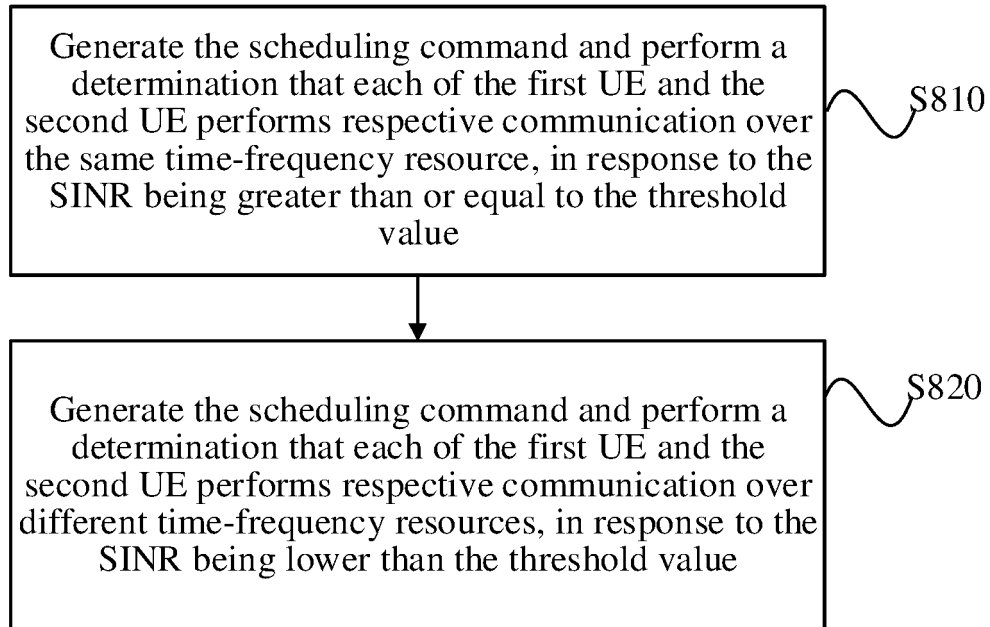 Generate the scheduling command and perform a
determination that each of the first UE and the
second UE performs respective communication over
the same time-frequency resource, in response to the
SINR being greater than or equal to the threshold
value
S810
Generate the scheduling command and perform a
determination that each of the first UE and the
second UE performs respective communication over
different time-frequency resources, in response to the
SINR being lower than the threshold value
S820